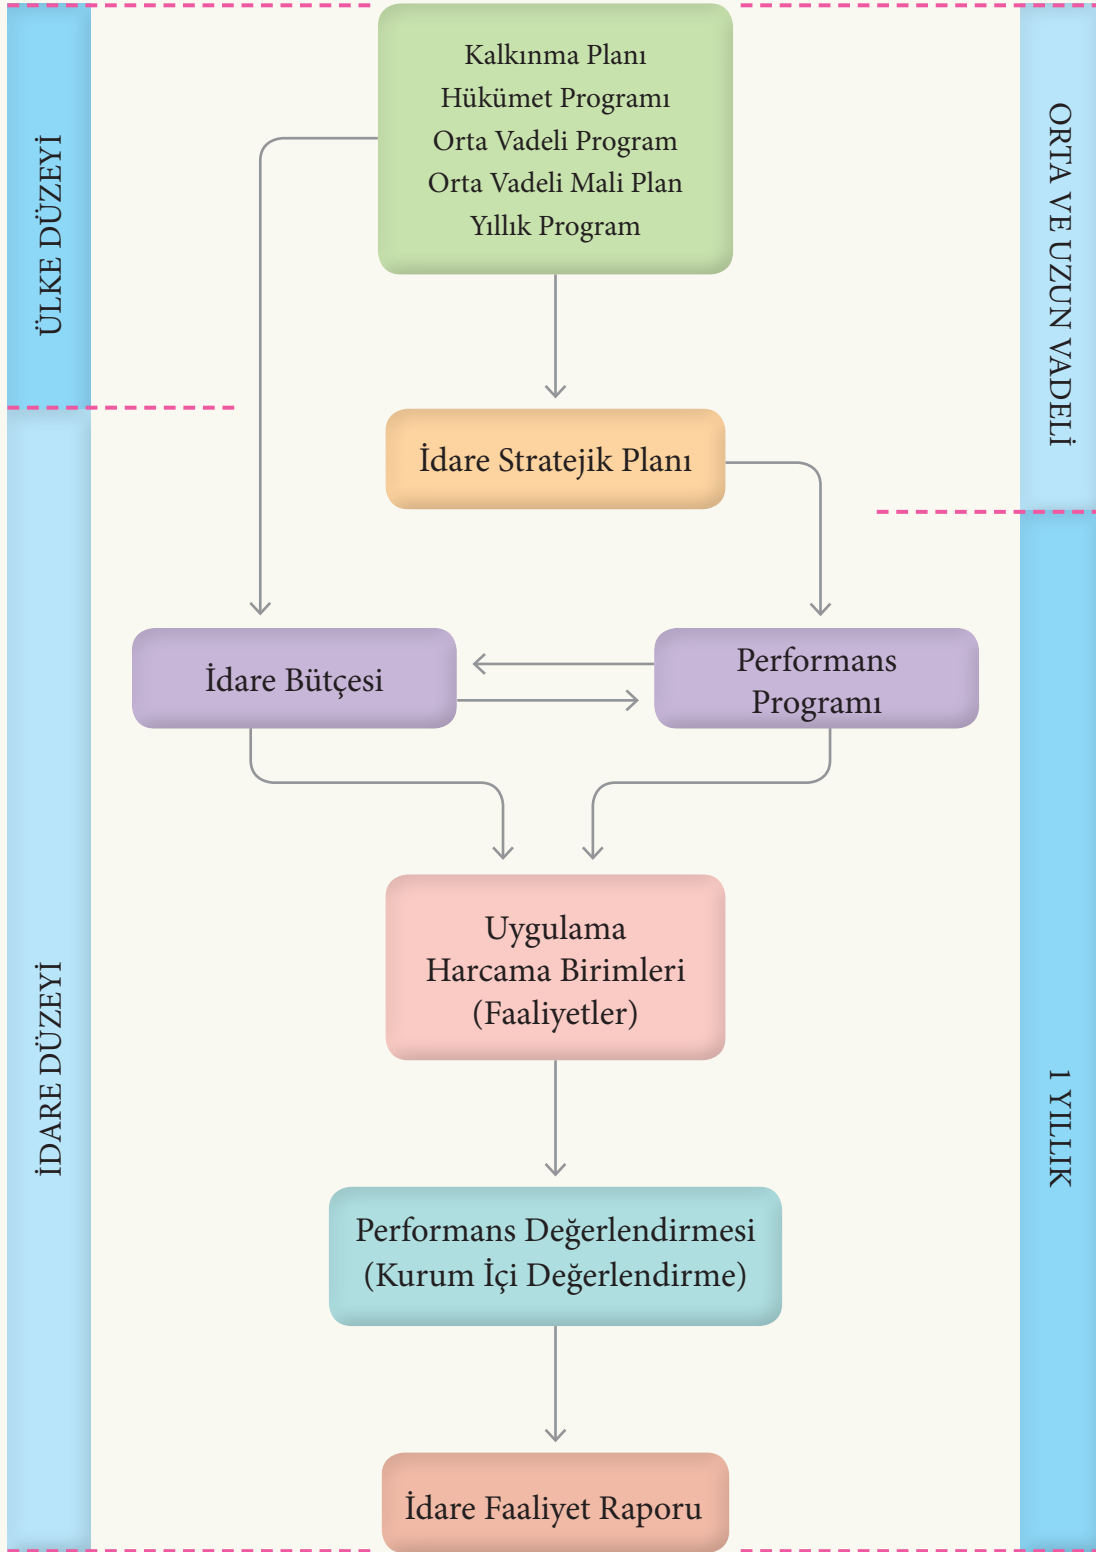 Kalkınma Planı
Hükümet Programı
Orta Vadeli Program
Orta Vadeli Mali Plan
Yıllık Program
ÜLKE DÜZEYİ
ORTA VE UZUN VADELİ
İdare Stratejik Planı
İdare Bütçesi
Performans
Programı
Uygulama
Harcama Birimleri
(Faaliyetler)
İDARE DÜZEYİ
1 YILLIK
Performans Değerlendirmesi
(Kurum İçi Değerlendirme)
İdare Faaliyet Raporu